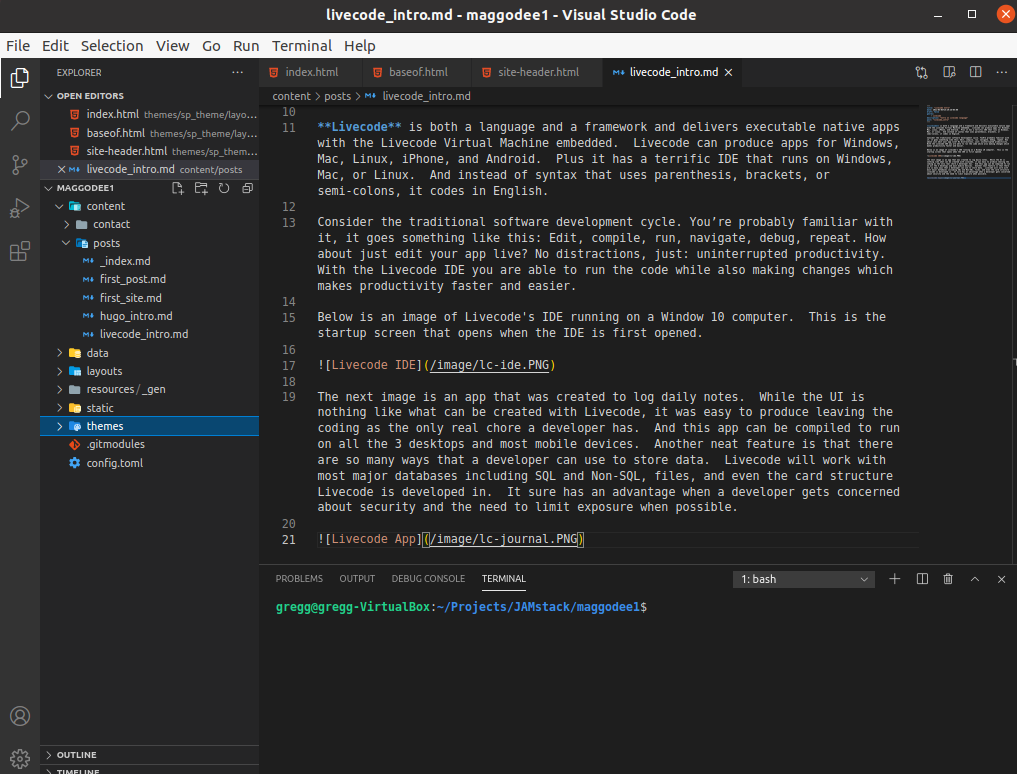 livecode_intro.md - maggodee1 - Visual Studio Code
File Edit Selection View Go Run Terminal Help
EXPLORER
index.html baseof.html site-header.html livecode_intro.md
content > posts > livecode_intro.md
OPEN EDITORS
index.html themes/sp_theme/layo...
baseof.html themes/sp_theme/lay...
site-header.html themes/sp_them...
livecode_intro.md content/posts
MAGGODEE1
content
contact
posts
_index.md
first_post.md
first_site.md
hugo_intro.md
livecode_intro.md
data
layouts
resources/_gen
static
themes
.gitmodules
config.toml
OUTLINE
TIMELINE
10
11 **Livecode** is both a language and a framework and delivers executable native apps
with the Livecode Virtual Machine embedded.  Livecode can produce apps for Windows,
Mac, Linux, iPhone, and Android.  Plus it has a terrific IDE that runs on Windows,
Mac, or Linux.  And instead of syntax that uses parenthesis, brackets, or
semi-colons, it codes in English.
12
13 Consider the traditional software development cycle. You’re probably familiar with
it, it goes something like this: Edit, compile, run, navigate, debug, repeat. How
about just edit your app live? No distractions, just: uninterrupted productivity.
With the Livecode IDE you are able to run the code while also making changes which
makes productivity faster and easier.
14
15 Below is an image of Livecode's IDE running on a Window 10 computer.  This is the
startup screen that opens when the IDE is first opened.
16
17 ![Livecode IDE](/image/lc-ide.PNG)
18
19 The next image is an app that was created to log daily notes.  While the UI is
nothing like what can be created with Livecode, it was easy to produce leaving the
coding as the only real chore a developer has.  And this app can be compiled to run
on all the 3 desktops and most mobile devices.  Another neat feature is that there
are so many ways that a developer can use to store data.  Livecode will work with
most major databases including SQL and Non-SQL, files, and even the card structure
Livecode is developed in.  It sure has an advantage when a developer gets concerned
about security and the need to limit exposure when possible.
20
21 ![Livecode App](/image/lc-journal.PNG)
PROBLEMS OUTPUT DEBUG CONSOLE TERMINAL 1: bash
gregg@gregg-VirtualBox:~/Projects/JAMstack/maggodee1$